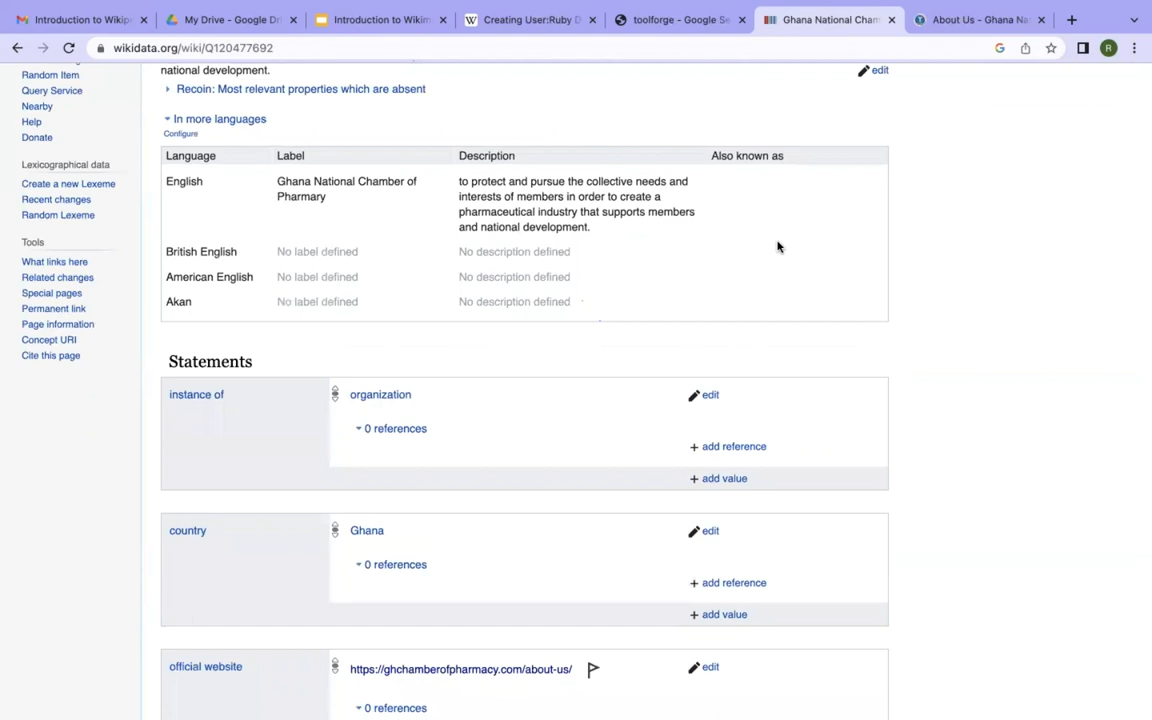 Introduction to Wikip
My Drive - Google Dri
Introduction to Wikim
Creating User:Ruby D
toolforge - Google Se
Ghana National Cham
About Us - Ghana Nat
wikidata.org/wiki/Q120477692
R
Random Item
Query Service
Nearby
Help
Donate
Lexicographical data
Create a new Lexeme
Recent changes
Random Lexeme
Tools
What links here
Related changes
Special pages
Permanent link
Page information
Concept URI
Cite this page
national development.
edit
Recoin: Most relevant properties which are absent
In more languages
Configure
Language Label Description Also known as
English Ghana National Chamber of to protect and pursue the collective needs and
Pharmary interests of members in order to create a
pharmaceutical industry that supports members
and national development.
British English No label defined No description defined
American English No label defined No description defined
Akan No label defined No description defined
Statements
instance of organization edit
0 references
+ add reference
+ add value
country Ghana edit
0 references
+ add reference
+ add value
official website https://ghchamberofpharmacy.com/about-us/ edit
0 references